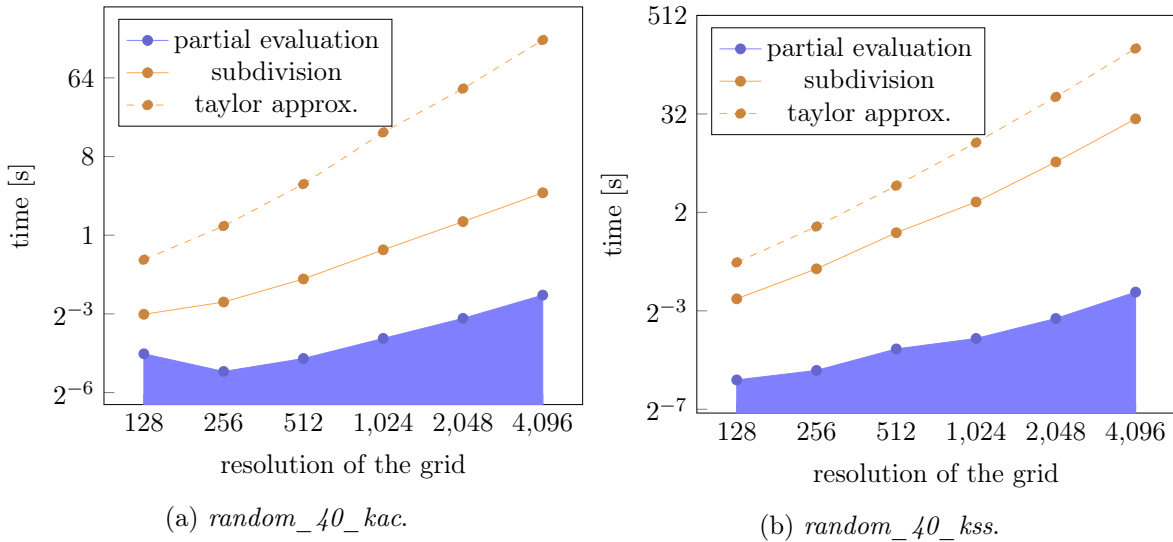 partial evaluation
subdivision
taylor approx.
64
8
1
2−3
2−6
time [s]
128 256 512 1,024 2,048 4,096
resolution of the grid
(a) random_40_kac.
partial evaluation
subdivision
taylor approx.
512
32
2
2−3
2−7
time [s]
128 256 512 1,024 2,048 4,096
resolution of the grid
(b) random_40_kss.